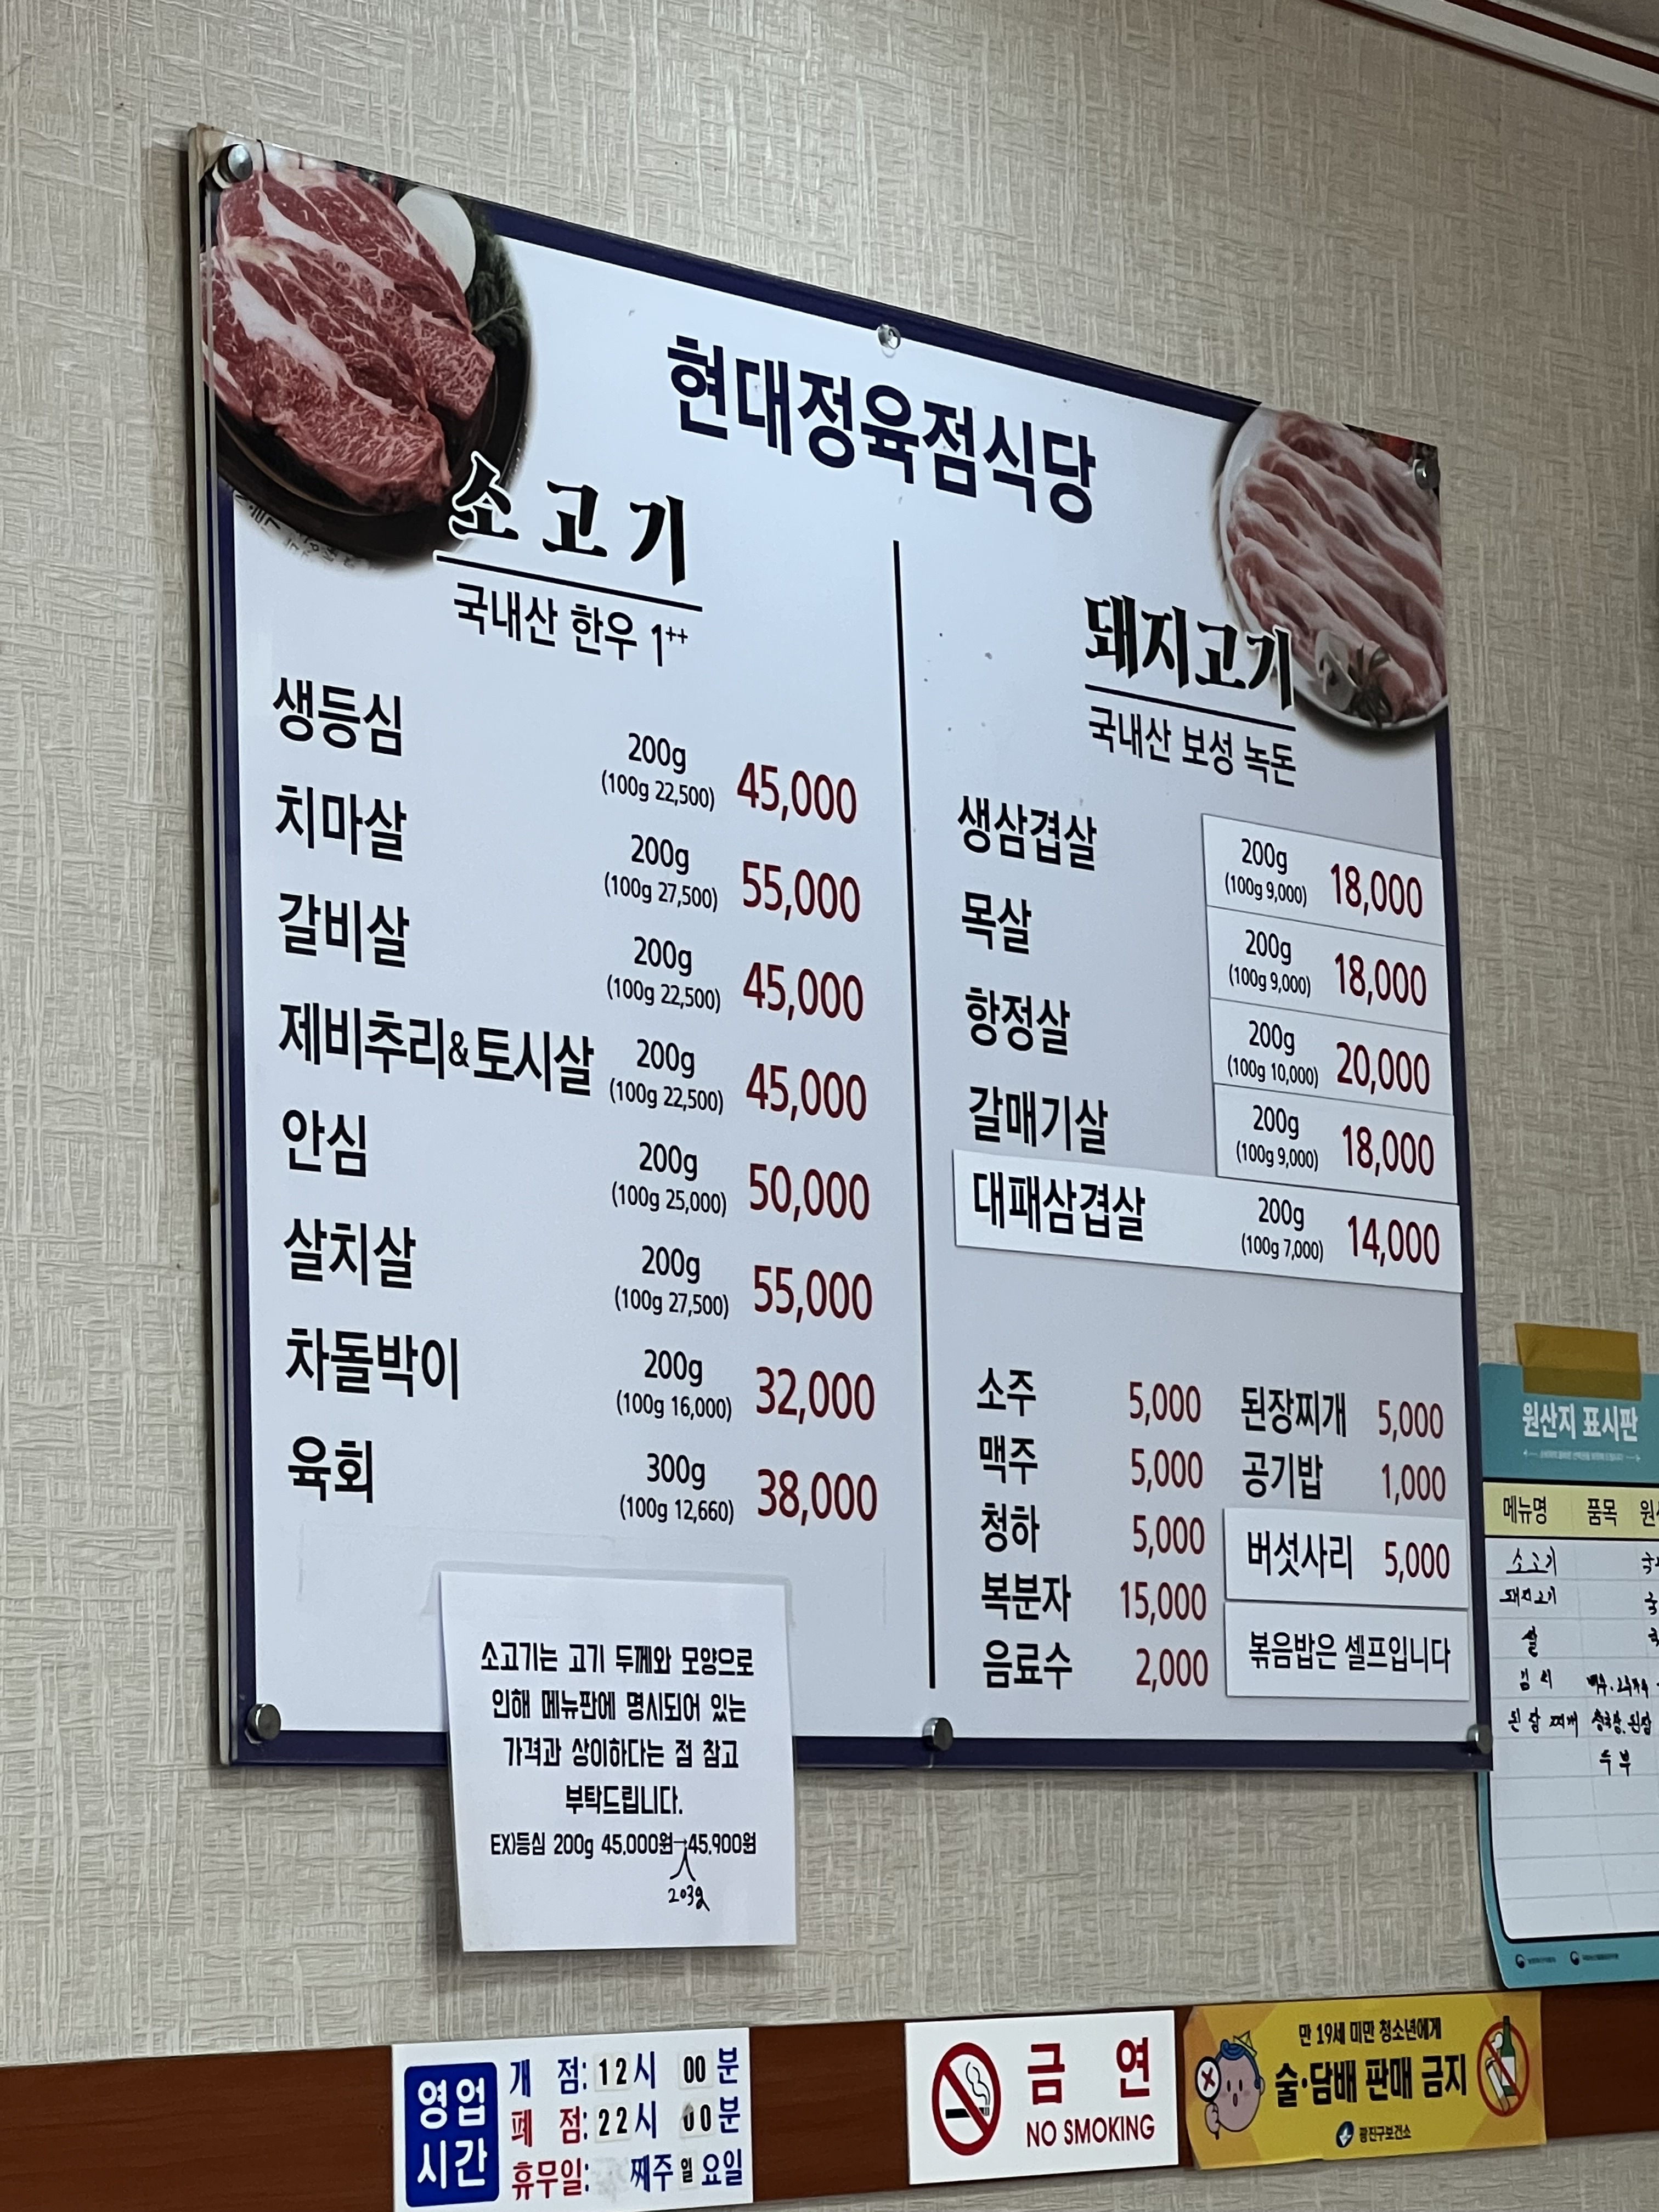 현대정육점식당
소고기
국내산 한우 1++
생등심 200g (100g 22,500) 45,000
치마살 200g (100g 27,500) 55,000
갈비살 200g (100g 22,500) 45,000
제비추리&토시살 200g (100g 22,500) 45,000
안심 200g (100g 25,000) 50,000
살치살 200g (100g 27,500) 55,000
차돌박이 200g (100g 16,000) 32,000
육회 300g (100g 12,660) 38,000
돼지고기
국내산 보성 녹돈
생삼겹살 200g (100g 9,000) 18,000
목살 200g (100g 9,000) 18,000
항정살 200g (100g 10,000) 20,000
갈매기살 200g (100g 9,000) 18,000
대패삼겹살 200g (100g 7,000) 14,000
소주 5,000 된장찌개 5,000
맥주 5,000 공기밥 1,000
청하 5,000 버섯사리 5,000
복분자 15,000 볶음밥은 셀프입니다
음료수 2,000
소고기는 고기 두께와 모양으로
인해 메뉴판에 명시되어 있는
가격과 상이하다는 점 참고
부탁드립니다.
EX)등심 200g 45,000원→45,900원
203g
원산지 표시판
메뉴명 품목
소고기
돼지고기
쌀
김치
된장찌개
두부
영업시간
개 점: 12시 00분
폐 점: 22시 00분
휴무일: 째주 일요일
금 연
NO SMOKING
만 19세 미만 청소년에게
술·담배 판매 금지
광진구보건소